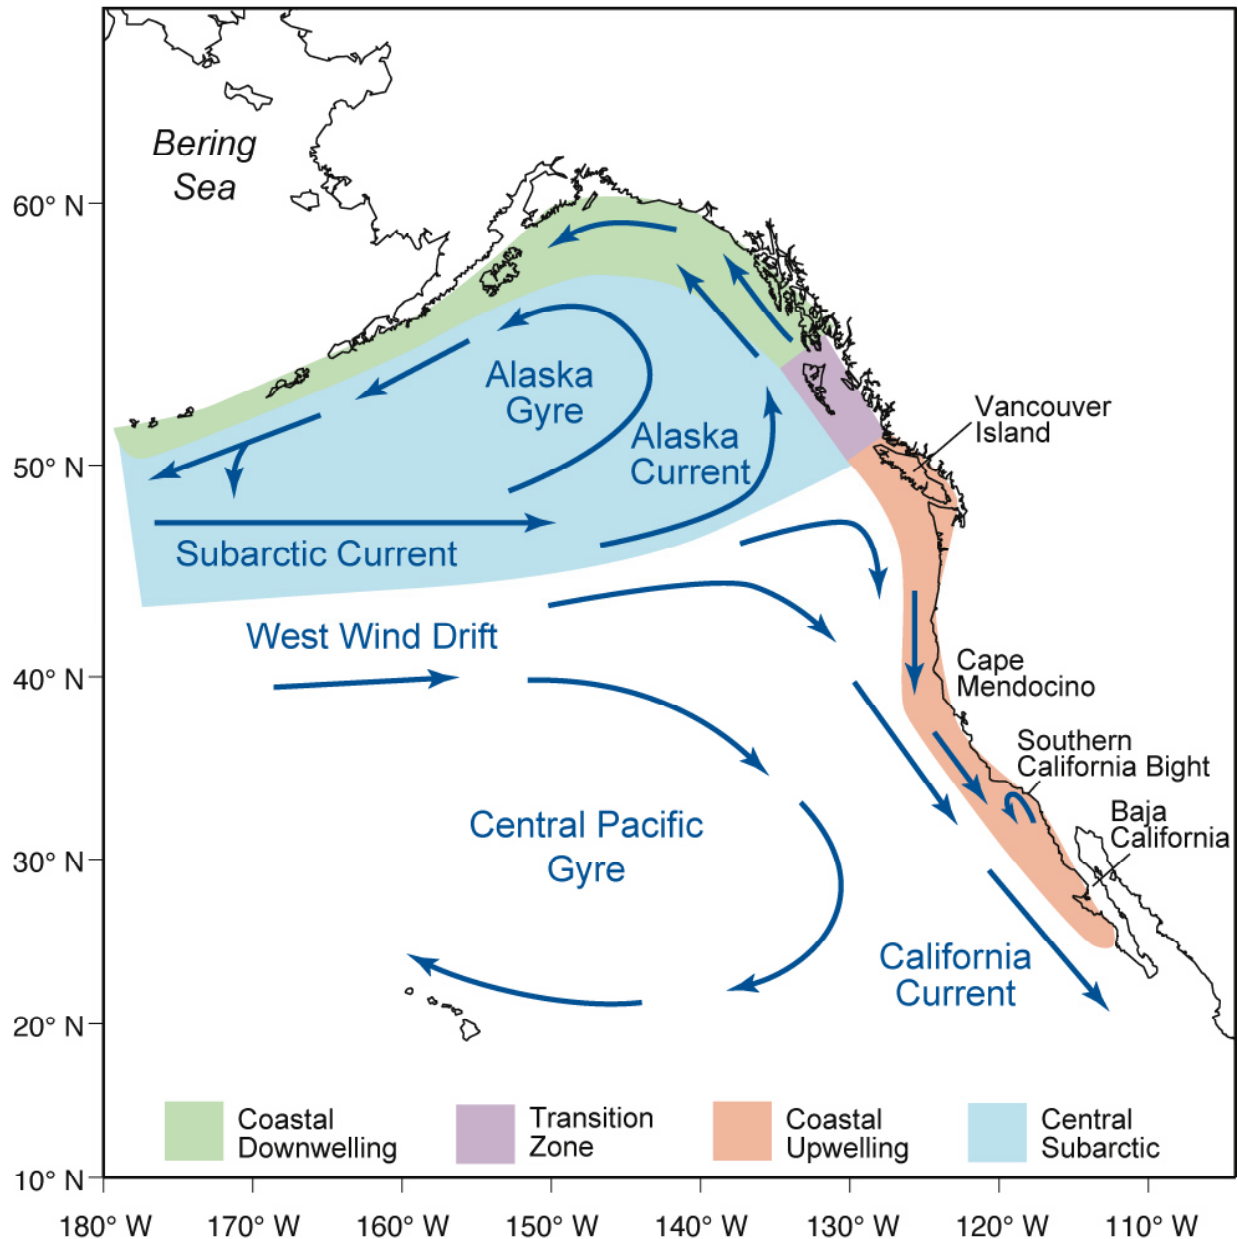 Bering
Sea
60° N
50° N
40° N
30° N
20° N
10° N
Alaska
Gyre
Alaska
Current
Vancouver
Island
Subarctic Current
West Wind Drift
Cape
Mendocino
Southern
California Bight
Baja
California
Central Pacific
Gyre
California
Current
Coastal
Downwelling
Transition
Zone
Coastal
Upwelling
Central
Subarctic
180° W 170° W 160° W 150° W 140° W 130° W 120° W 110° W